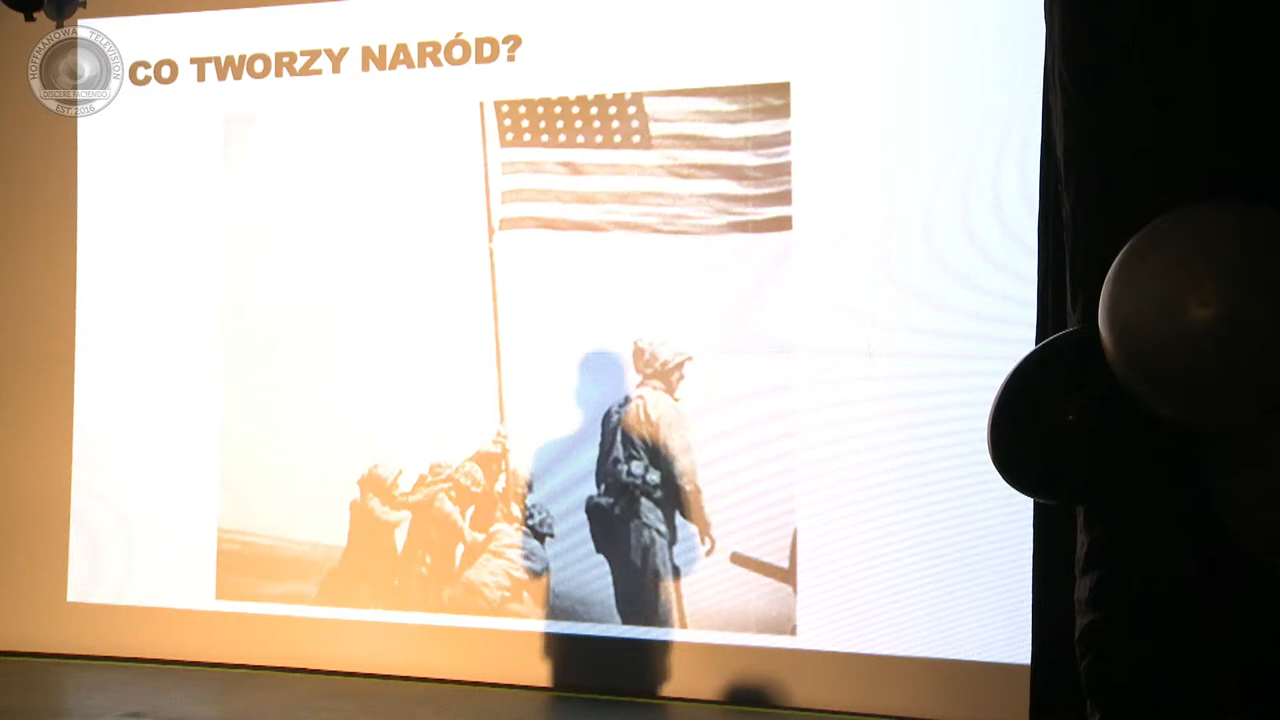 CO TWORZY NARÓD?
HOFFMANOWA TELEVISION
DISCERE FACIENDO
EST. 2016